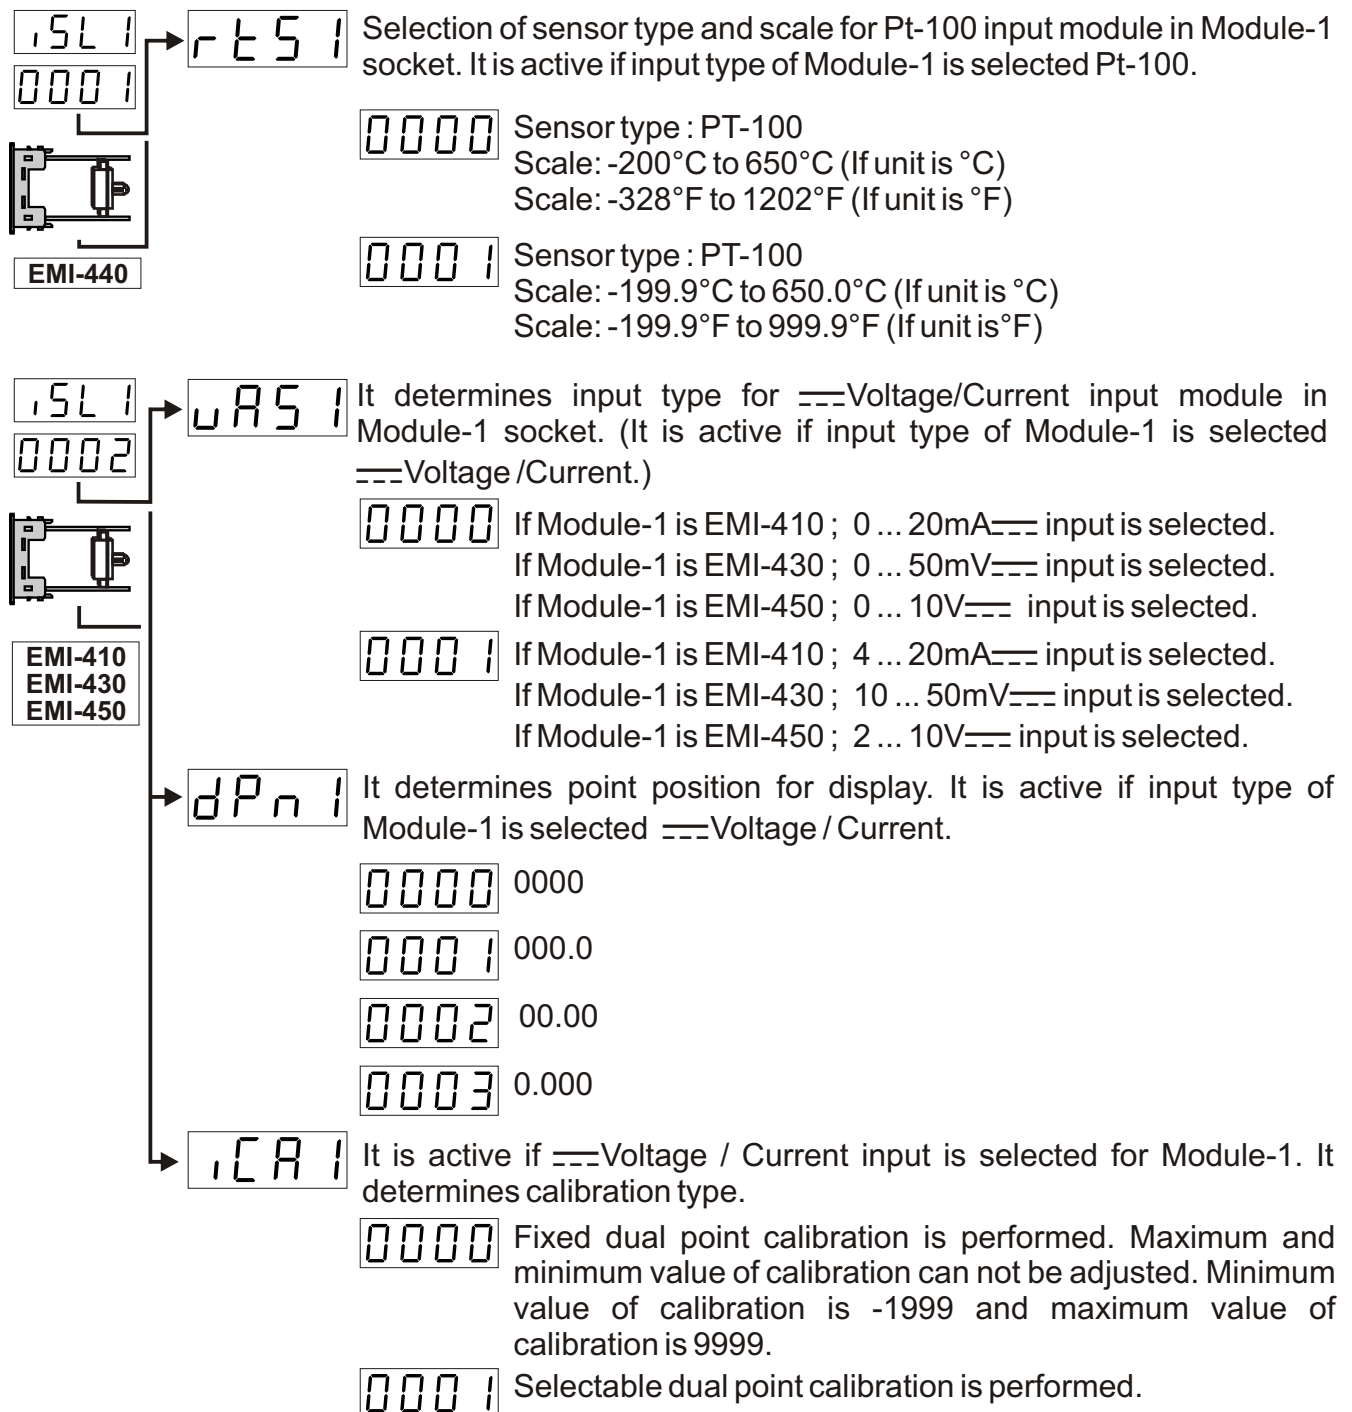 iSL1
rtS1
Selection of sensor type and scale for Pt-100 input module in Module-1
socket. It is active if input type of Module-1 is selected Pt-100.
0001
0000
Sensor type : PT-100
Scale: -200°C to 650°C (If unit is °C)
Scale: -328°F to 1202°F (If unit is °F)
EMI-440
0001
Sensor type : PT-100
Scale: -199.9°C to 650.0°C (If unit is °C)
Scale: -199.9°F to 999.9°F (If unit is°F)
iSL1
uAS1
It determines input type for ⎓Voltage/Current input module in
Module-1 socket. (It is active if input type of Module-1 is selected
⎓Voltage /Current.)
0002
0000
If Module-1 is EMI-410 ; 0 ... 20mA⎓ input is selected.
If Module-1 is EMI-430 ; 0 ... 50mV⎓ input is selected.
If Module-1 is EMI-450 ; 0 ... 10V⎓ input is selected.
EMI-410
EMI-430
EMI-450
0001
If Module-1 is EMI-410 ; 4 ... 20mA⎓ input is selected.
If Module-1 is EMI-430 ; 10 ... 50mV⎓ input is selected.
If Module-1 is EMI-450 ; 2 ... 10V⎓ input is selected.
dPn1
It determines point position for display. It is active if input type of
Module-1 is selected ⎓Voltage / Current.
0000 0000
0001 000.0
0002 00.00
0003 0.000
iCA1
It is active if ⎓Voltage / Current input is selected for Module-1. It
determines calibration type.
0000
Fixed dual point calibration is performed. Maximum and
minimum value of calibration can not be adjusted. Minimum
value of calibration is -1999 and maximum value of
calibration is 9999.
0001 Selectable dual point calibration is performed.